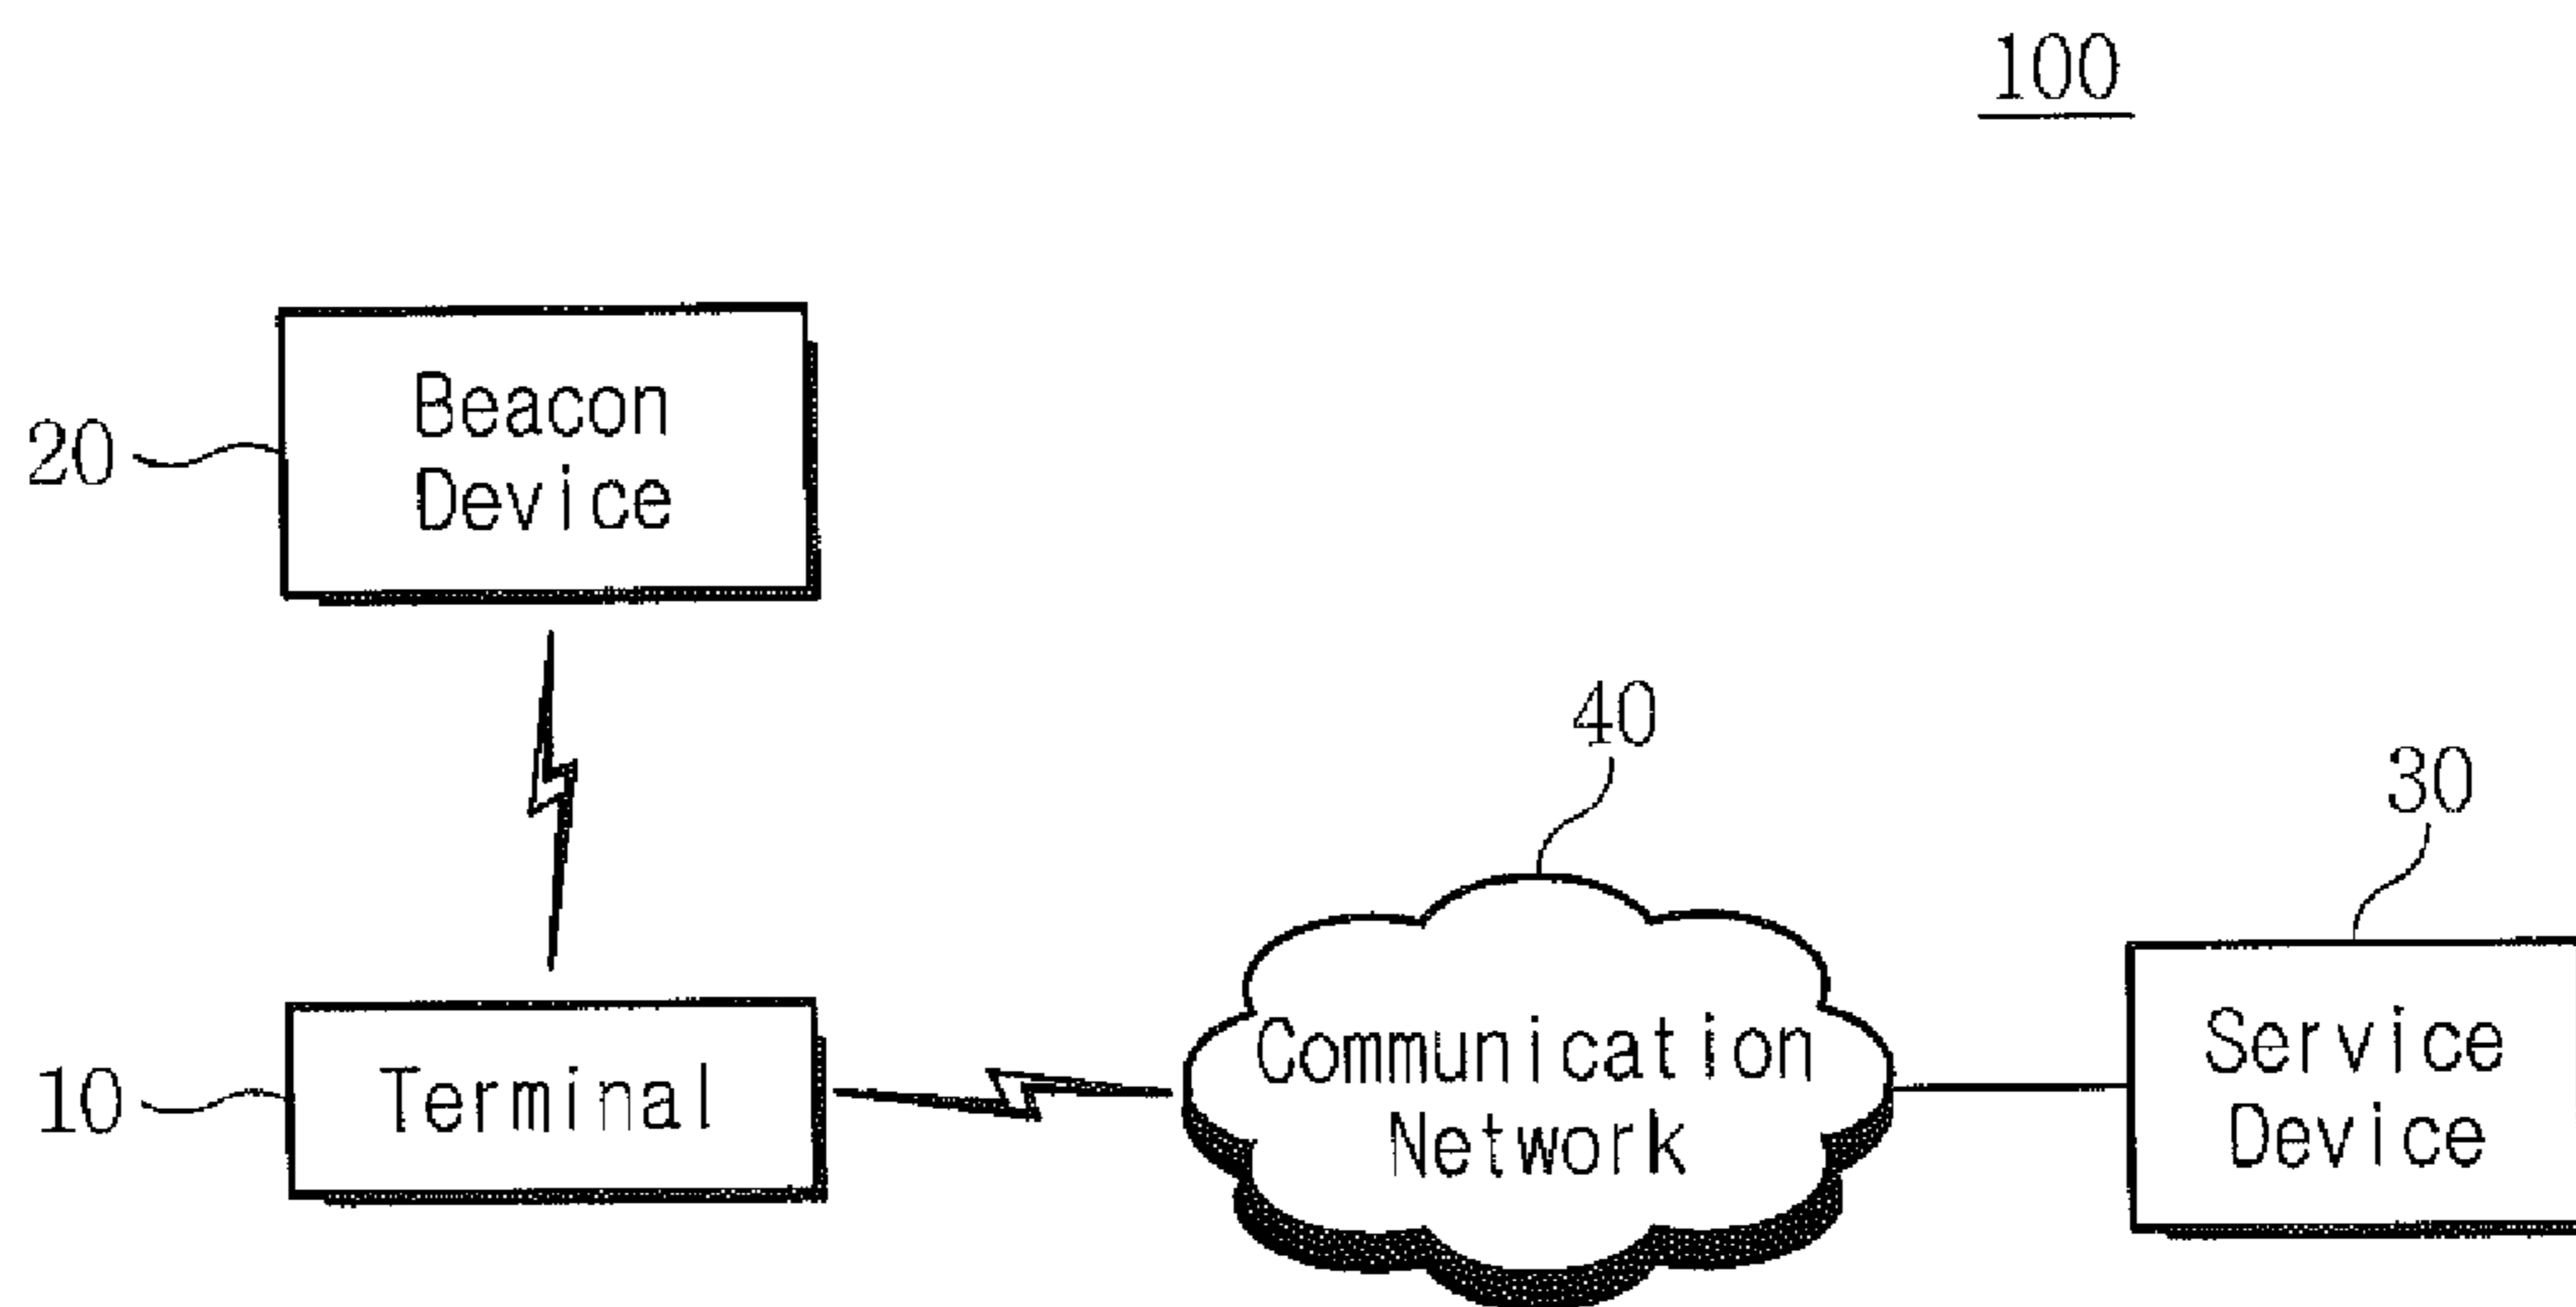 100
Beacon
Device
20
40
30
Communication
Network
Service
Device
10
Terminal